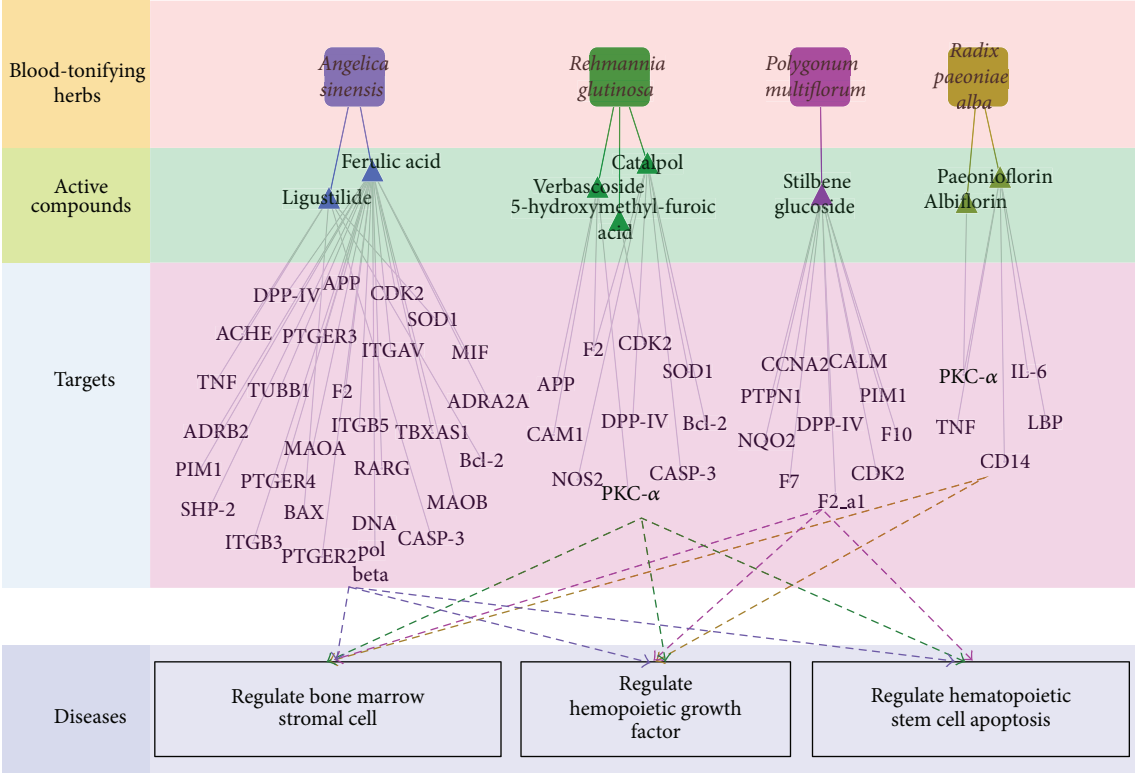 Blood-tonifying
herbs
Angelica
sinensis
Rehmannia
glutinosa
Polygonum
multiflorum
Radix
paeoniae
alba
Active
compounds
Ferulic acid
Ligustilide
Catalpol
Verbascoside
5-hydroxymethyl-furoic
acid
Stilbene
glucoside
Paeonioflorin
Albiflorin
Targets
DPP-IV
APP
CDK2
SOD1
ACHE
PTGER3
ITGAV
MIF
TNF
TUBB1
F2
ADRA2A
ADRB2
ITGB5
TBXAS1
MAOA
Bcl-2
PIM1
PTGER4
RARG
MAOB
SHP-2
BAX
DNA
pol
beta
CASP-3
ITGB3
PTGER2
F2
CDK2
SOD1
APP
DPP-IV
Bcl-2
CAM1
NOS2
CASP-3
PKC-α
CCNA2
CALM
PTPN1
PIM1
DPP-IV
NQO2
F10
F7
CDK2
F2_a1
PKC-α
IL-6
TNF
LBP
CD14
Diseases
Regulate bone marrow
stromal cell
Regulate
hemopoietic growth
factor
Regulate hematopoietic
stem cell apoptosis